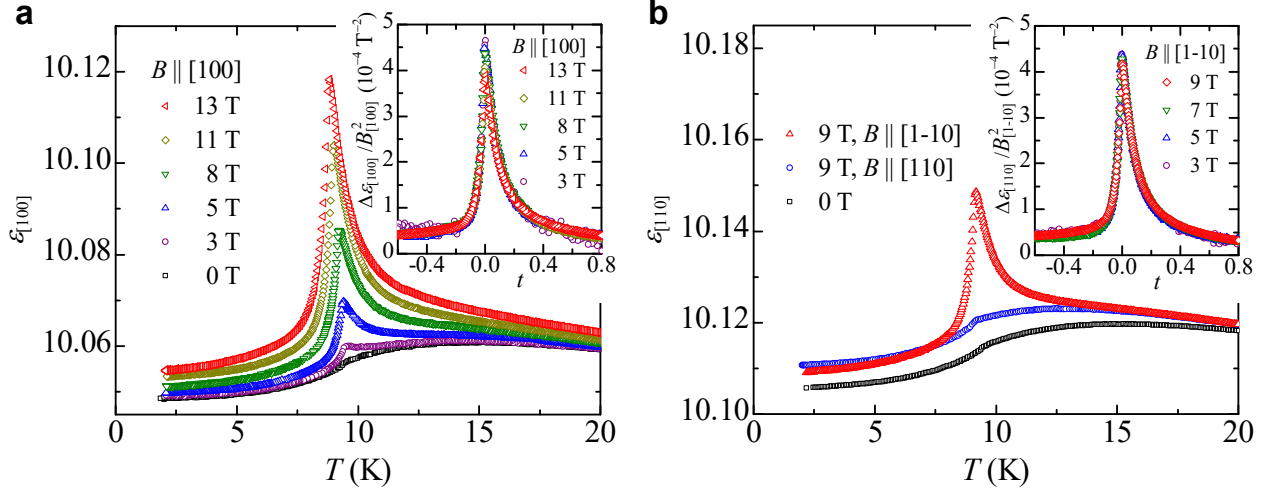 a
ε[100]
10.12
10.10
10.08
10.06
B || [100]
13 T
11 T
8 T
5 T
3 T
0 T
0 5 10 15 20
T (K)
Δε[100]/B²[100] (10⁻⁴ T⁻²)
5
4
3
2
1
0
B || [100]
13 T
11 T
8 T
5 T
3 T
-0.4 0.0 0.4 0.8
t
b
ε[110]
10.18
10.16
10.14
10.12
10.10
9 T, B || [1-10]
9 T, B || [110]
0 T
0 5 10 15 20
T (K)
Δε[110]/B²[1-10] (10⁻⁴ T⁻²)
5
4
3
2
1
0
B || [1-10]
9 T
7 T
5 T
3 T
-0.4 0.0 0.4 0.8
t